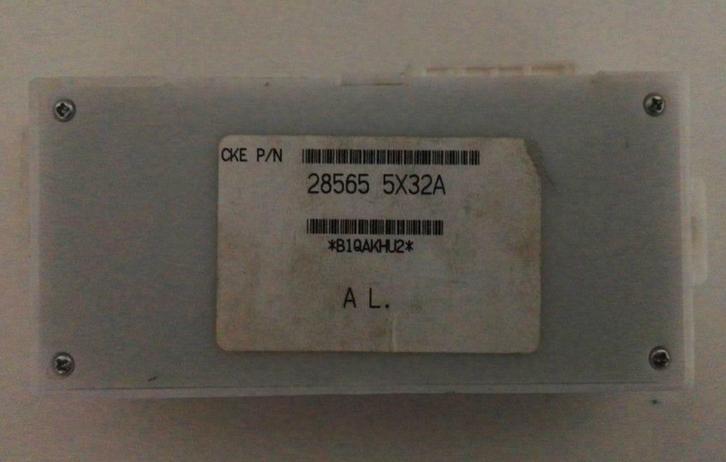 CKE P/N
28565 5X32A
*B1QAKHU2*
A L.